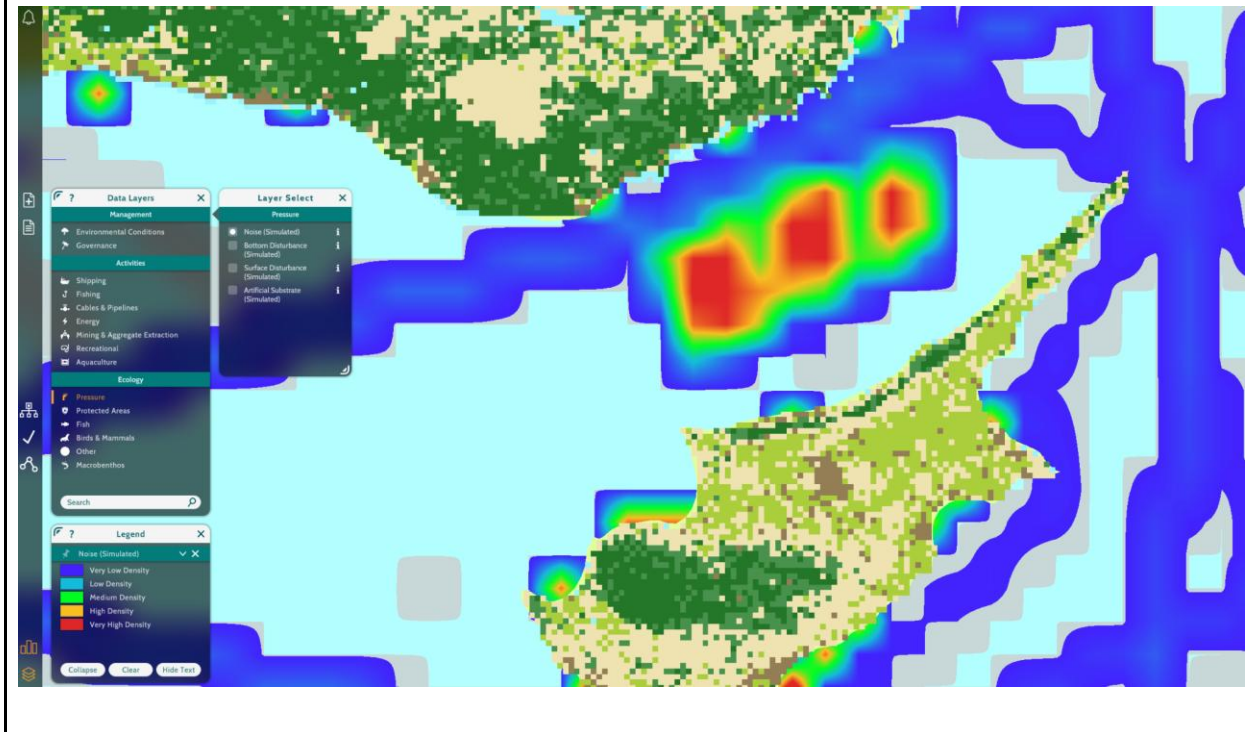 ? Data Layers X
Management
Environmental Conditions
Governance
Activities
Shipping
Fishing
Cables & Pipelines
Energy
Mining & Aggregate Extraction
Recreational
Aquaculture
Ecology
Pressure
Protected Areas
Fish
Birds & Mammals
Other
Macrobenthos
Search
Layer Select X
Pressure
Noise (Simulated) i
Bottom Disturbance i
(Simulated)
Surface Disturbance i
(Simulated)
Artificial Substrate i
(Simulated)
? Legend X
Noise (Simulated)
Very Low Density
Low Density
Medium Density
High Density
Very High Density
Collapse Clear Hide Text